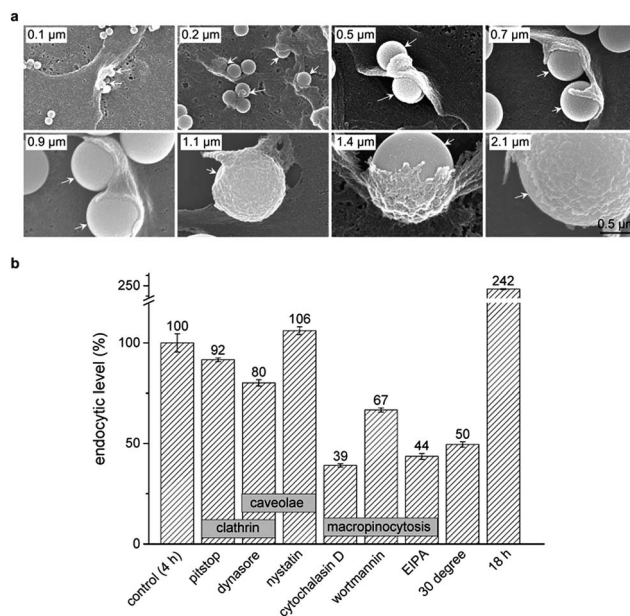 a
0.1 μm 0.2 μm 0.5 μm 0.7 μm
0.9 μm 1.1 μm 1.4 μm 2.1 μm
0.5 μm
b
endocytic level (%)
250
100
50
0
100 92 80 106 39 67 44 50 242
caveolae
clathrin macropinocytosis
control (4 h) pitstop dynasore nystatin cytochalasin D wortmannin EIPA 30 degree 18 h